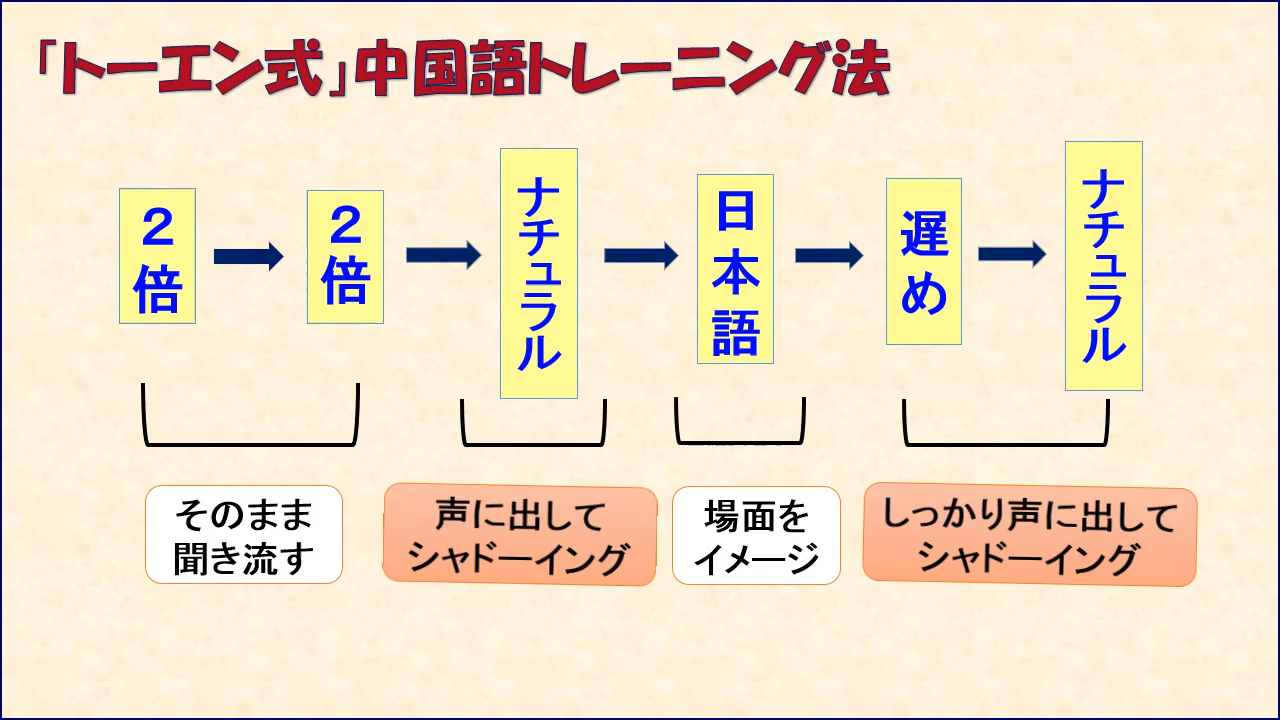 「トーエン式」中国語トレーニング法
２倍
２倍
ナチュラル
日本語
遅め
ナチュラル
そのまま
聞き流す
声に出して
シャドーイング
場面を
イメージ
しっかり声に出して
シャドーイング